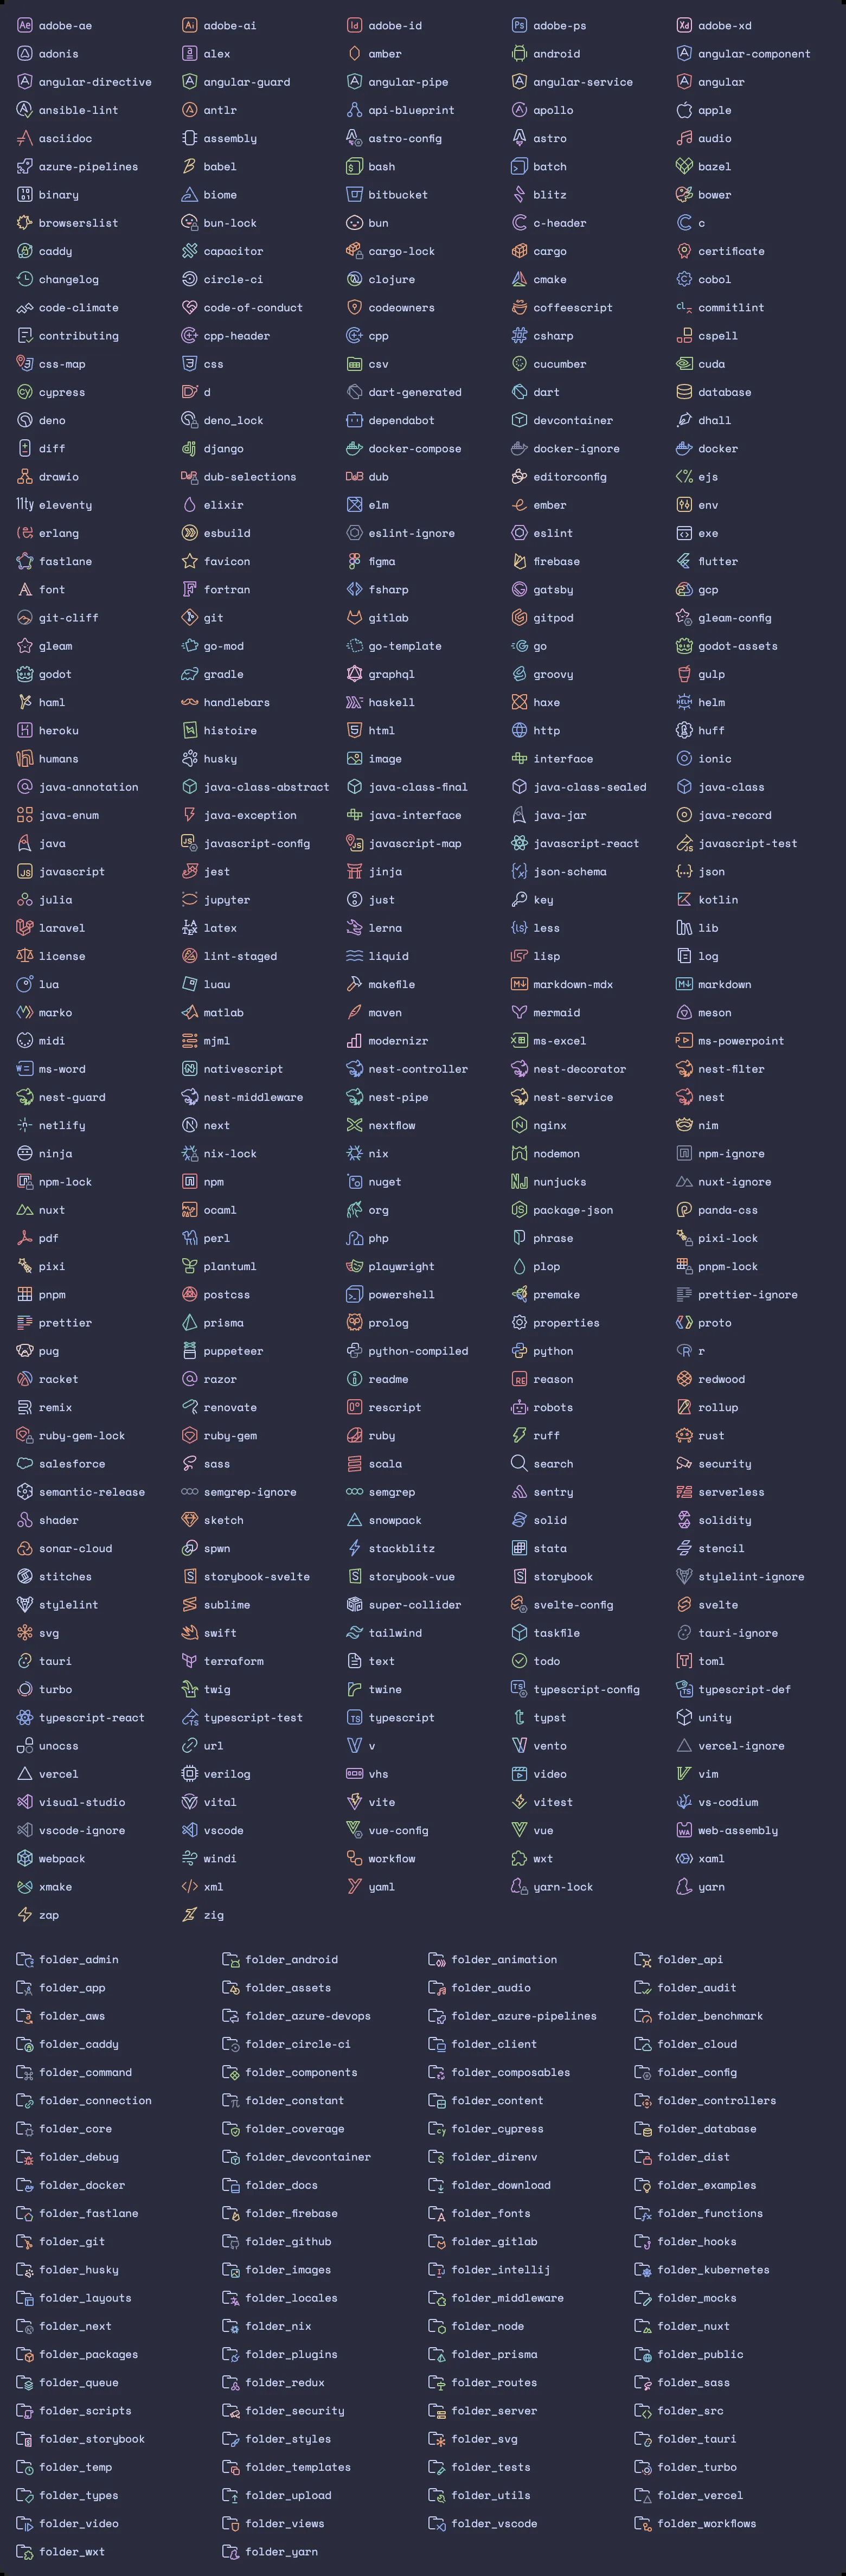 adobe-ae adobe-ai adobe-id adobe-ps adobe-xd
adonis alex amber android angular-component
angular-directive angular-guard angular-pipe angular-service angular
ansible-lint antlr api-blueprint apollo apple
asciidoc assembly astro-config astro audio
azure-pipelines babel bash batch bazel
binary biome bitbucket blitz bower
browserslist bun-lock bun c-header c
caddy capacitor cargo-lock cargo certificate
changelog circle-ci clojure cmake cobol
code-climate code-of-conduct codeowners coffeescript commitlint
contributing cpp-header cpp csharp cspell
css-map css csv cucumber cuda
cypress d dart-generated dart database
deno deno_lock dependabot devcontainer dhall
diff django docker-compose docker-ignore docker
drawio dub-selections dub editorconfig ejs
eleventy elixir elm ember env
erlang esbuild eslint-ignore eslint exe
fastlane favicon figma firebase flutter
font fortran fsharp gatsby gcp
git-cliff git gitlab gitpod gleam-config
gleam go-mod go-template go godot-assets
godot gradle graphql groovy gulp
haml handlebars haskell haxe helm
heroku histoire html http huff
humans husky image interface ionic
java-annotation java-class-abstract java-class-final java-class-sealed java-class
java-enum java-exception java-interface java-jar java-record
java javascript-config javascript-map javascript-react javascript-test
javascript jest jinja json-schema json
julia jupyter just key kotlin
laravel latex lerna less lib
license lint-staged liquid lisp log
lua luau makefile markdown-mdx markdown
marko matlab maven mermaid meson
midi mjml modernizr ms-excel ms-powerpoint
ms-word nativescript nest-controller nest-decorator nest-filter
nest-guard nest-middleware nest-pipe nest-service nest
netlify next nextflow nginx nim
ninja nix-lock nix nodemon npm-ignore
npm-lock npm nuget nunjucks nuxt-ignore
nuxt ocaml org package-json panda-css
pdf perl php phrase pixi-lock
pixi plantuml playwright plop pnpm-lock
pnpm postcss powershell premake prettier-ignore
prettier prisma prolog properties proto
pug puppeteer python-compiled python r
racket razor readme reason redwood
remix renovate rescript robots rollup
ruby-gem-lock ruby-gem ruby ruff rust
salesforce sass scala search security
semantic-release semgrep-ignore semgrep sentry serverless
shader sketch snowpack solid solidity
sonar-cloud spwn stackblitz stata stencil
stitches storybook-svelte storybook-vue storybook stylelint-ignore
stylelint sublime super-collider svelte-config svelte
svg swift tailwind taskfile tauri-ignore
tauri terraform text todo toml
turbo twig twine typescript-config typescript-def
typescript-react typescript-test typescript typst unity
unocss url v vento vercel-ignore
vercel verilog vhs video vim
visual-studio vital vite vitest vs-codium
vscode-ignore vscode vue-config vue web-assembly
webpack windi workflow wxt xaml
xmake xml yaml yarn-lock yarn
zap zig
folder_admin folder_android folder_animation folder_api
folder_app folder_assets folder_audio folder_audit
folder_aws folder_azure-devops folder_azure-pipelines folder_benchmark
folder_caddy folder_circle-ci folder_client folder_cloud
folder_command folder_components folder_composables folder_config
folder_connection folder_constant folder_content folder_controllers
folder_core folder_coverage folder_cypress folder_database
folder_debug folder_devcontainer folder_direnv folder_dist
folder_docker folder_docs folder_download folder_examples
folder_fastlane folder_firebase folder_fonts folder_functions
folder_git folder_github folder_gitlab folder_hooks
folder_husky folder_images folder_intellij folder_kubernetes
folder_layouts folder_locales folder_middleware folder_mocks
folder_next folder_nix folder_node folder_nuxt
folder_packages folder_plugins folder_prisma folder_public
folder_queue folder_redux folder_routes folder_sass
folder_scripts folder_security folder_server folder_src
folder_storybook folder_styles folder_svg folder_tauri
folder_temp folder_templates folder_tests folder_turbo
folder_types folder_upload folder_utils folder_vercel
folder_video folder_views folder_vscode folder_workflows
folder_wxt folder_yarn